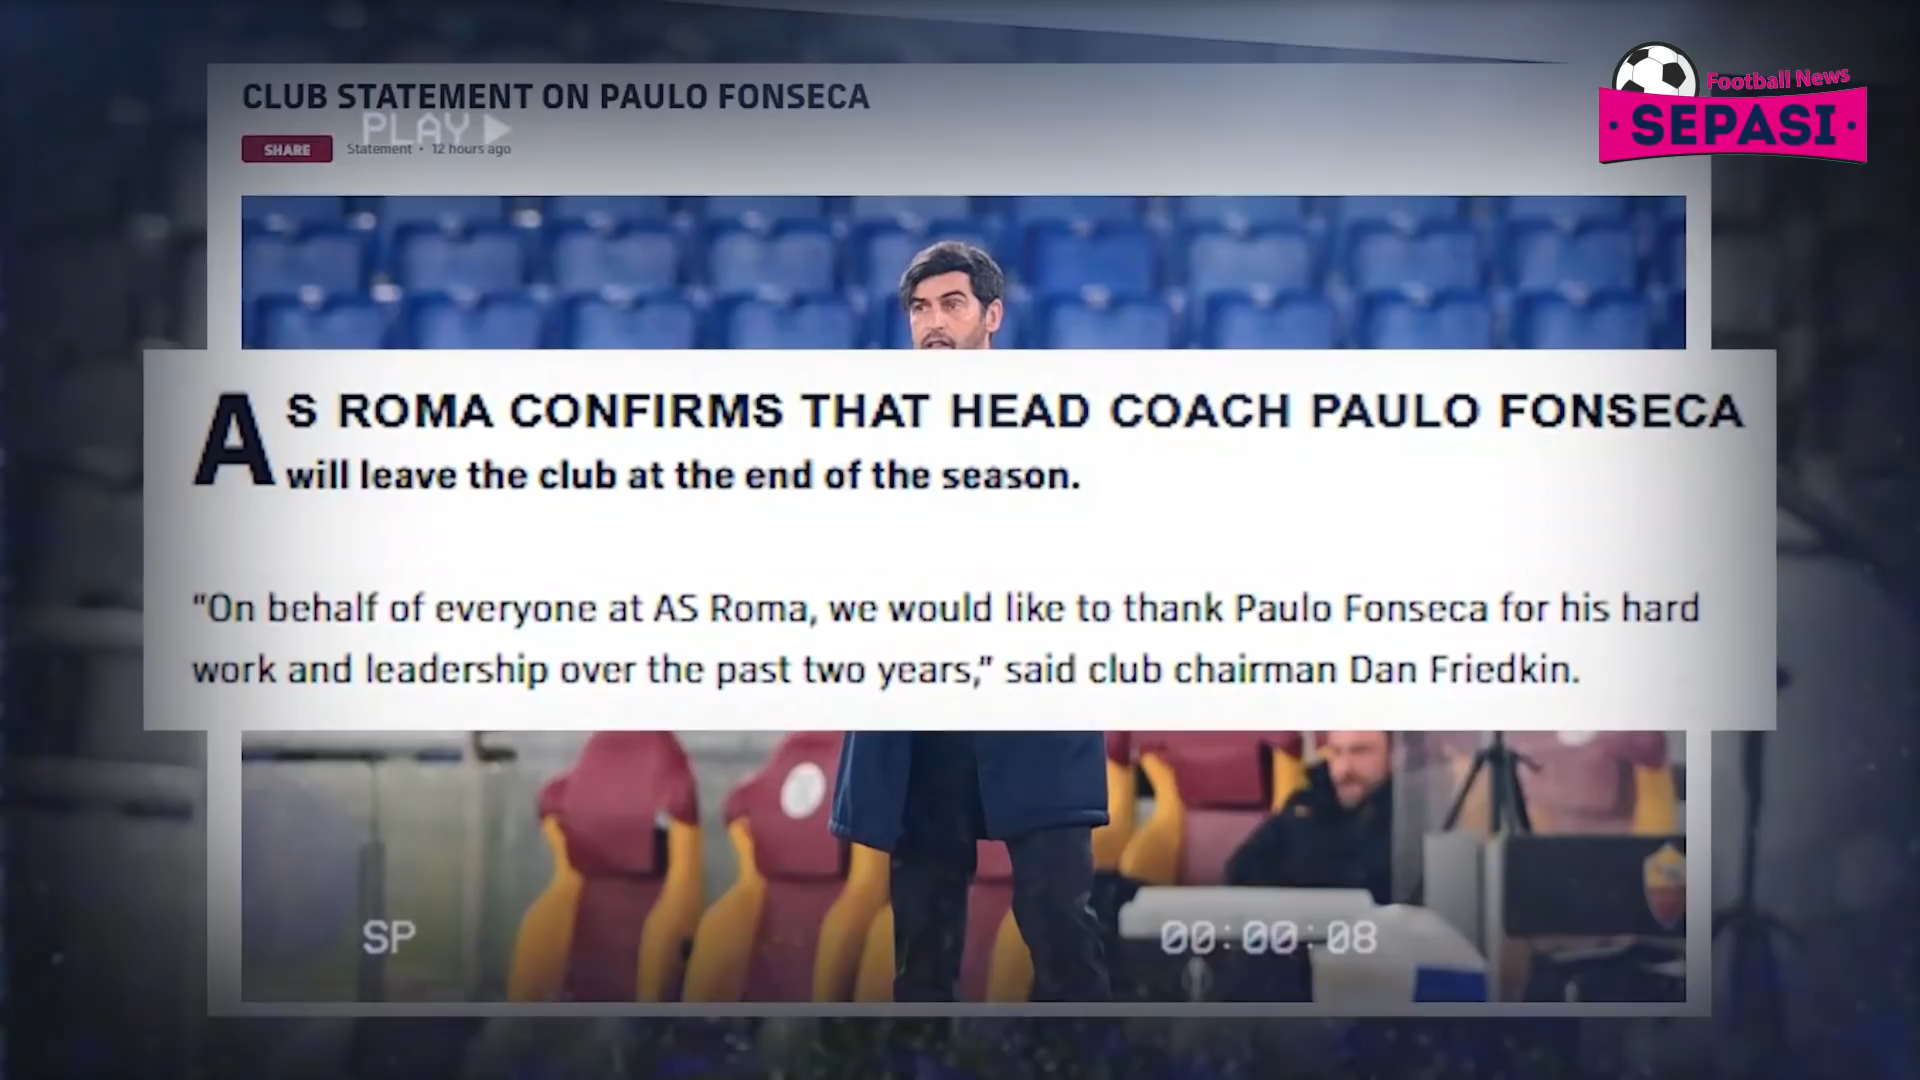 Football News
• SEPASI •
CLUB STATEMENT ON PAULO FONSECA
PLAY
SHARE
Statement • 12 hours ago
AS ROMA CONFIRMS THAT HEAD COACH PAULO FONSECA
will leave the club at the end of the season.
"On behalf of everyone at AS Roma, we would like to thank Paulo Fonseca for his hard
work and leadership over the past two years,” said club chairman Dan Friedkin.
SP
00:00:08